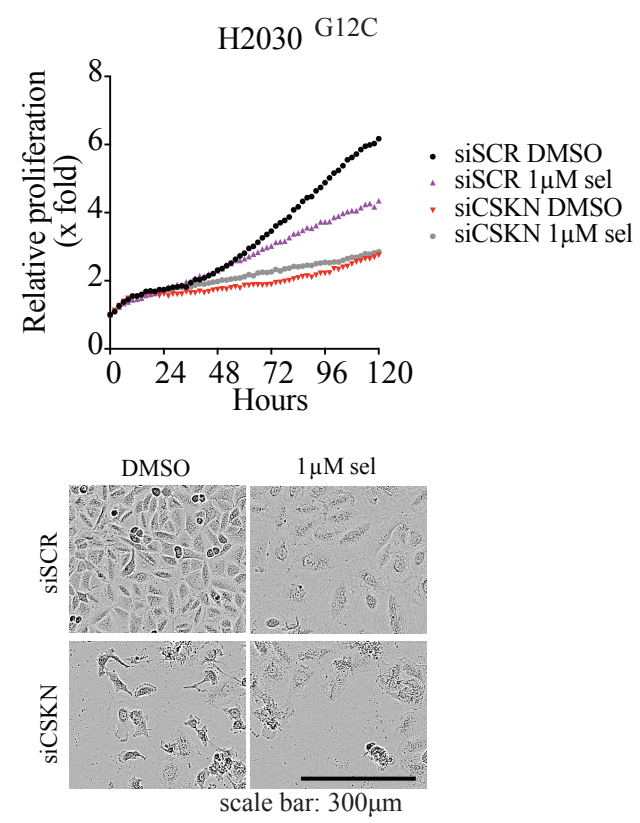 H2030 G12C
Relative proliferation
(x fold)
8
6
4
2
0
0 24 48 72 96 120
Hours
siSCR DMSO
siSCR 1µM sel
siCSKN DMSO
siCSKN 1µM sel
DMSO 1µM sel
siSCR
siCSKN
scale bar: 300µm